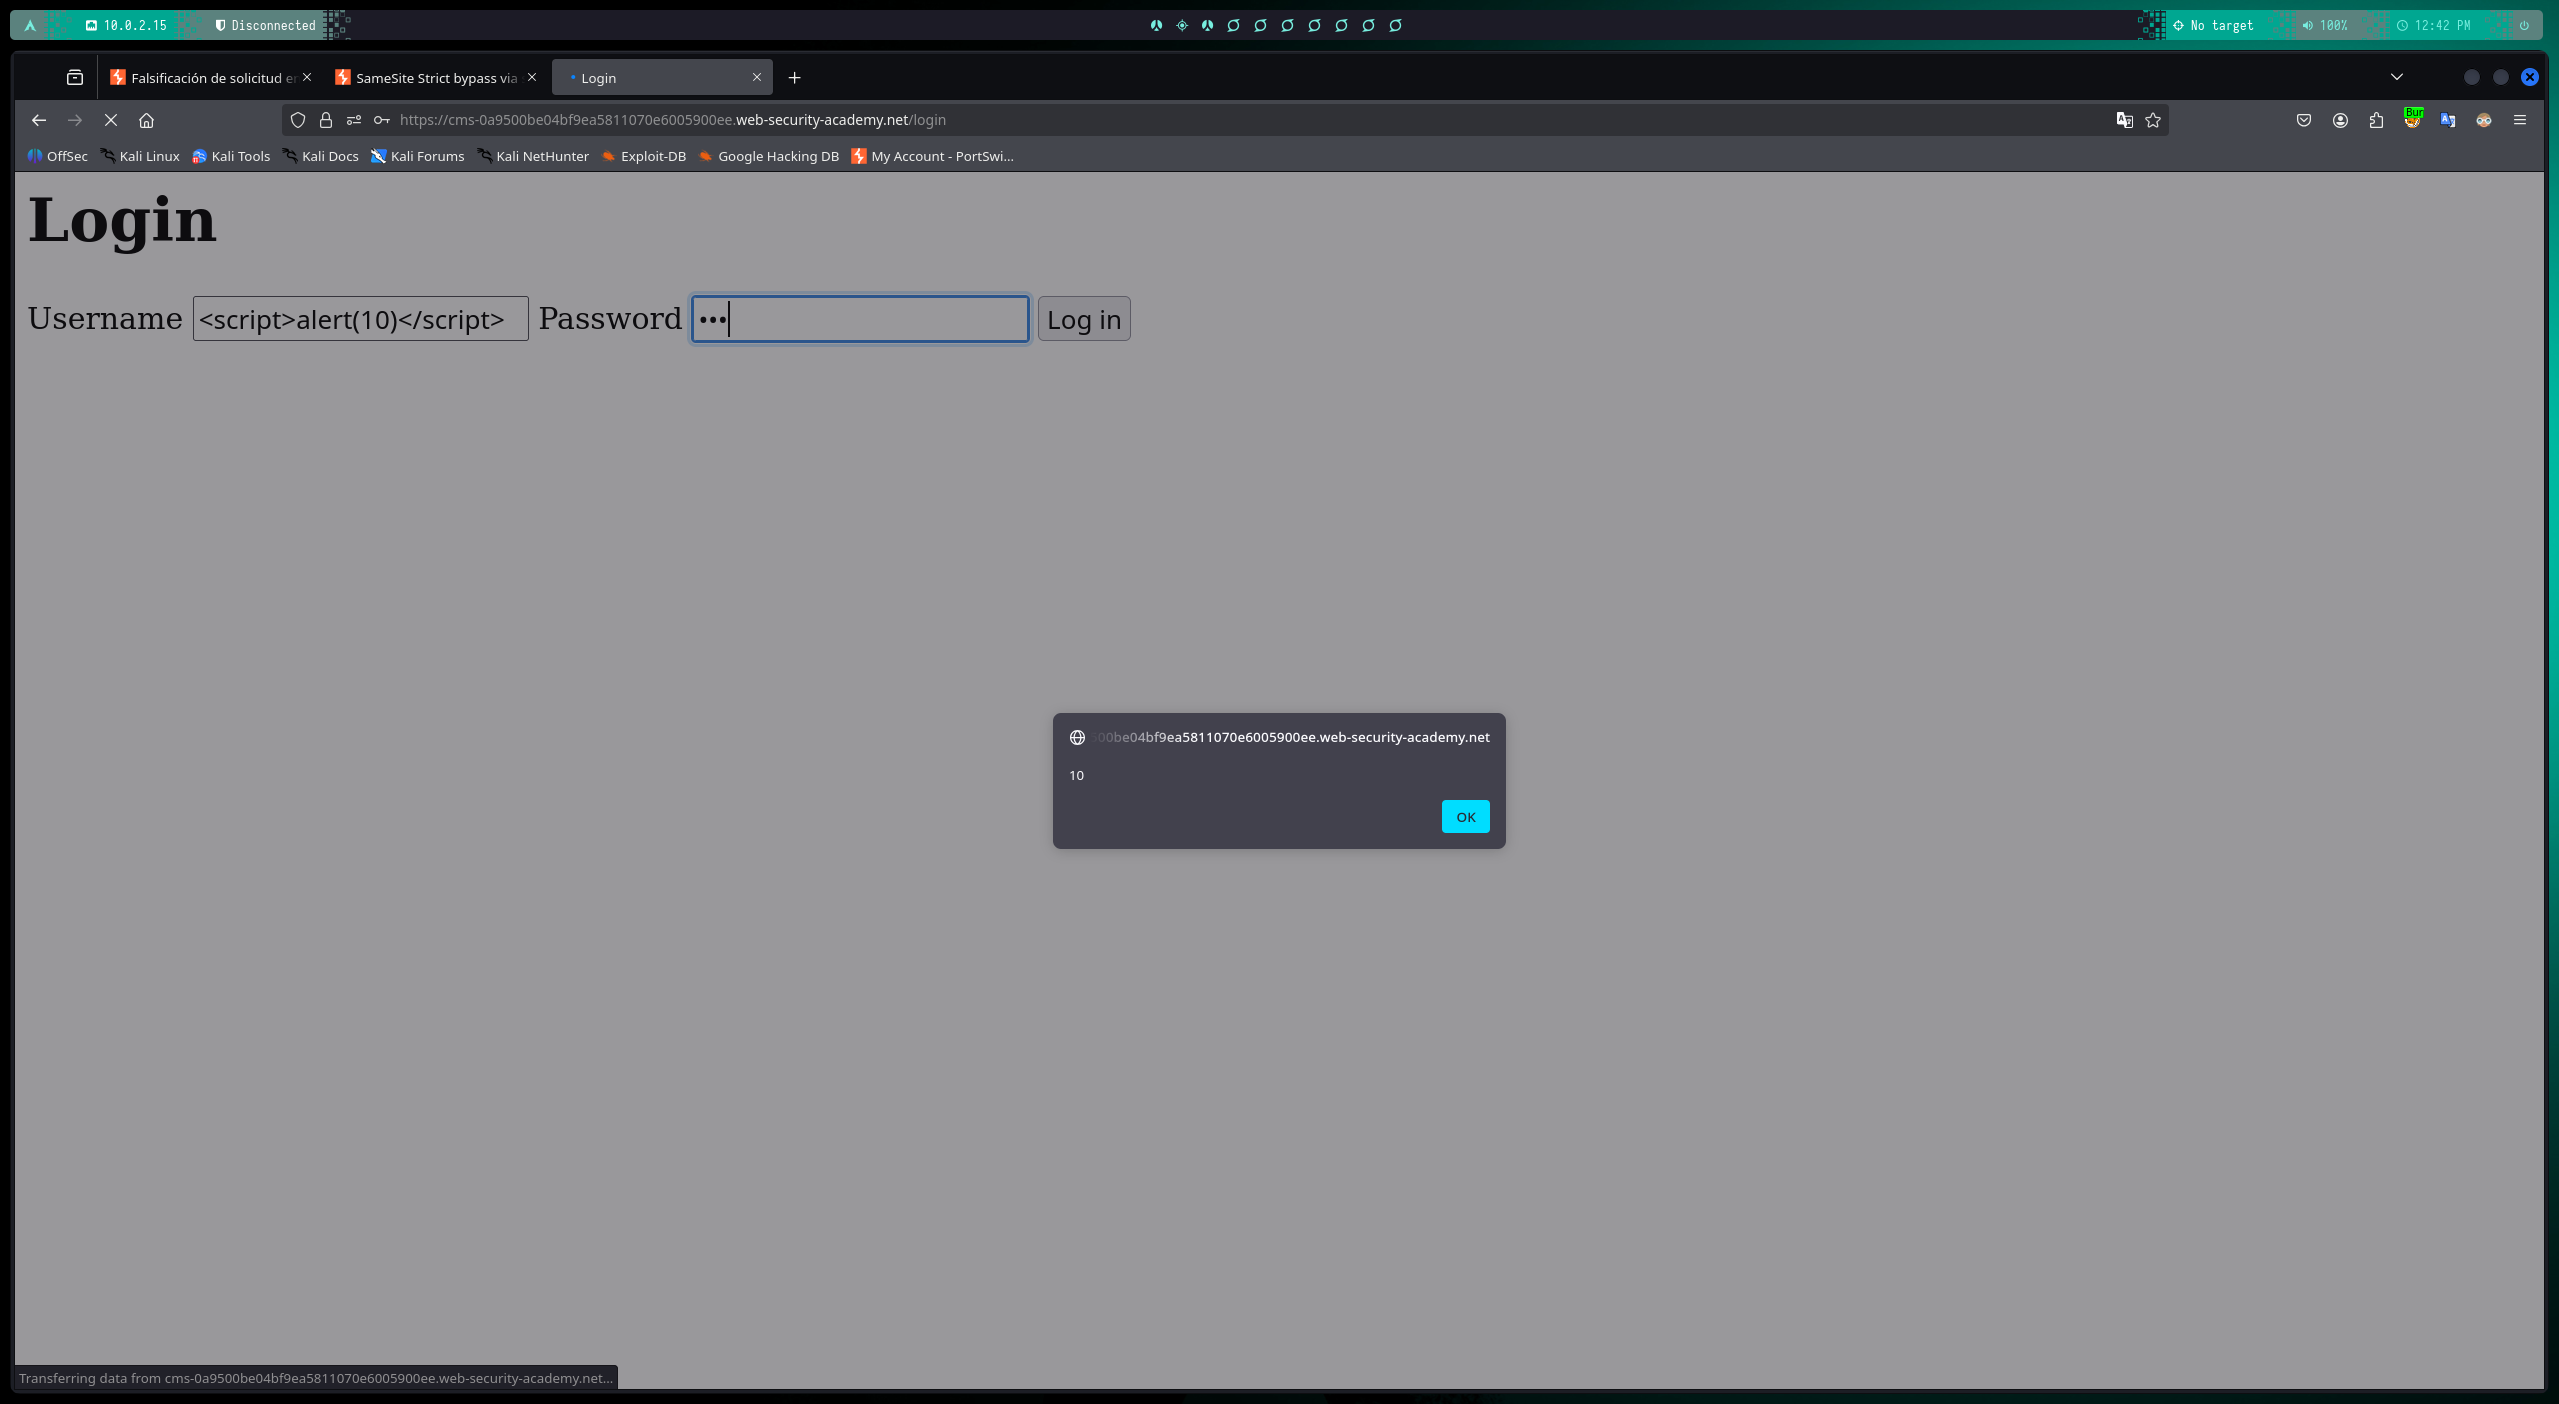 10.0.2.15 Disconnected No target 100% 12:42 PM
Falsificación de solicitud en SameSite Strict bypass via Login
https://cms-0a9500be04bf9ea5811070e6005900ee.web-security-academy.net/login Bur
OffSec Kali Linux Kali Tools Kali Docs Kali Forums Kali NetHunter Exploit-DB Google Hacking DB My Account - PortSwi...
Login
Username <script>alert(10)</script> Password ••• Log in
500be04bf9ea5811070e6005900ee.web-security-academy.net
10
OK
Transferring data from cms-0a9500be04bf9ea5811070e6005900ee.web-security-academy.net...